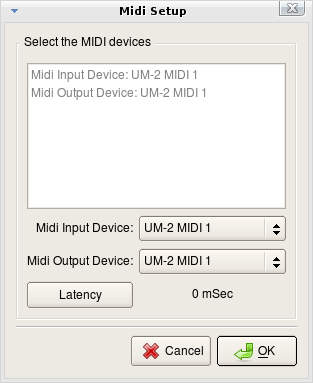 Midi Setup
Select the MIDI devices
Midi Input Device: UM-2 MIDI 1
Midi Output Device: UM-2 MIDI 1
Midi Input Device: UM-2 MIDI 1
Midi Output Device: UM-2 MIDI 1
Latency 0 mSec
Cancel OK